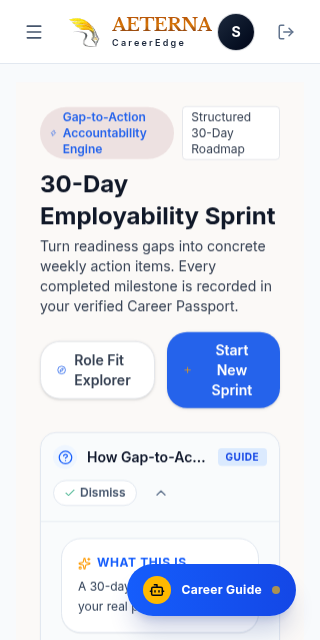 AETERNA
CareerEdge
S
Gap-to-Action
Accountability
Engine
Structured
30-Day
Roadmap
30-Day
Employability Sprint
Turn readiness gaps into concrete
weekly action items. Every
completed milestone is recorded in
your verified Career Passport.
Role Fit
Explorer
Start
New
Sprint
How Gap-to-Ac...
GUIDE
Dismiss
WHAT THIS IS
A 30-day
your real
Career Guide